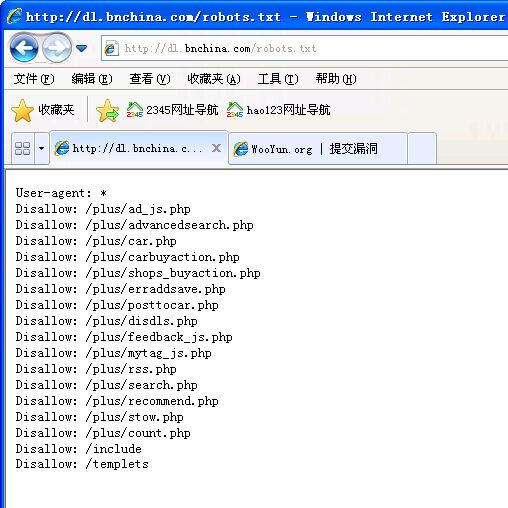 http://dl.bnchina.com/robots.txt - Windows Internet Explorer
http://dl.bnchina.com/robots.txt
文件(F) 编辑(E) 查看(V) 收藏夹(A) 工具(T) 帮助(H)
收藏夹 2345网址导航 hao123网址导航
http://dl.bnchina.c... WooYun.org | 提交漏洞
User-agent: *
Disallow: /plus/ad_js.php
Disallow: /plus/advancedsearch.php
Disallow: /plus/car.php
Disallow: /plus/carbuyaction.php
Disallow: /plus/shops_buyaction.php
Disallow: /plus/erraddsave.php
Disallow: /plus/posttocar.php
Disallow: /plus/disdls.php
Disallow: /plus/feedback_js.php
Disallow: /plus/mytag_js.php
Disallow: /plus/rss.php
Disallow: /plus/search.php
Disallow: /plus/recommend.php
Disallow: /plus/stow.php
Disallow: /plus/count.php
Disallow: /include
Disallow: /templets